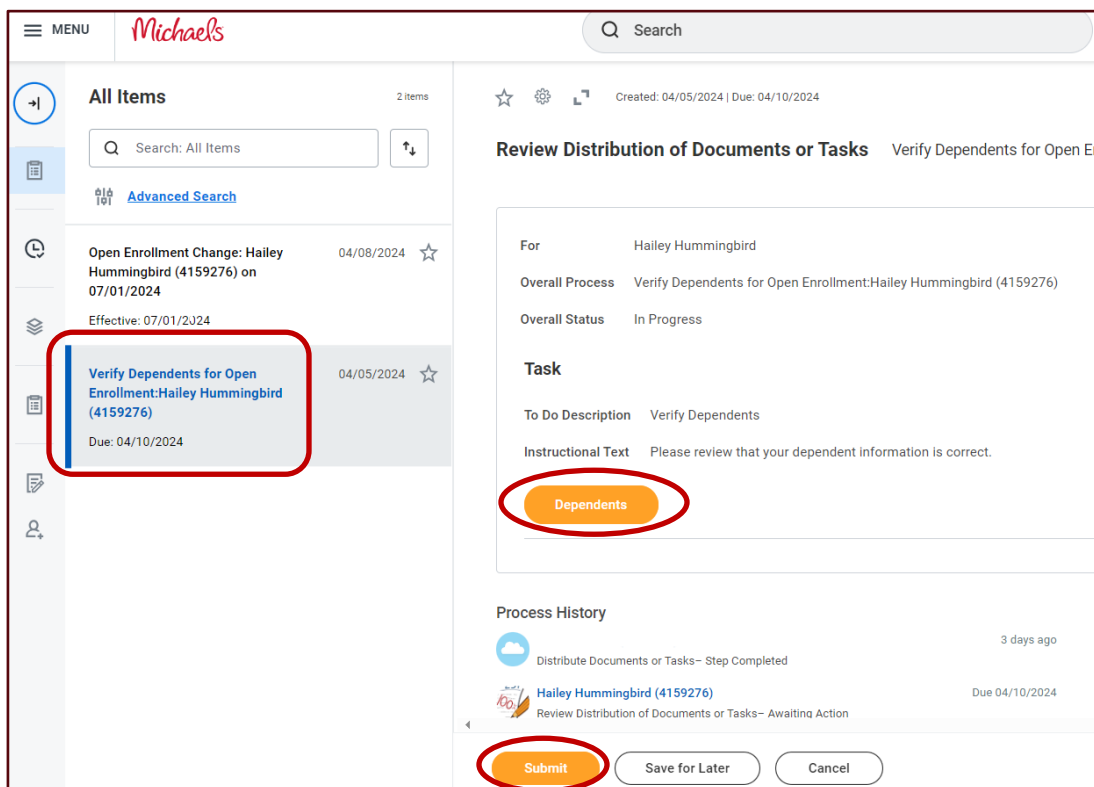 MENU
Michaels
Search
All Items
2 items
Search: All Items
Advanced Search
Open Enrollment Change: Hailey
Hummingbird (4159276) on
07/01/2024
04/08/2024
Effective: 07/01/2024
Verify Dependents for Open
Enrollment:Hailey Hummingbird
(4159276)
04/05/2024
Due: 04/10/2024
Created: 04/05/2024 | Due: 04/10/2024
Review Distribution of Documents or Tasks Verify Dependents for Open
For Hailey Hummingbird
Overall Process Verify Dependents for Open Enrollment:Hailey Hummingbird (4159276)
Overall Status In Progress
Task
To Do Description Verify Dependents
Instructional Text Please review that your dependent information is correct.
Dependents
Process History
3 days ago
Distribute Documents or Tasks– Step Completed
Hailey Hummingbird (4159276) Due 04/10/2024
Review Distribution of Documents or Tasks– Awaiting Action
Submit Save for Later Cancel